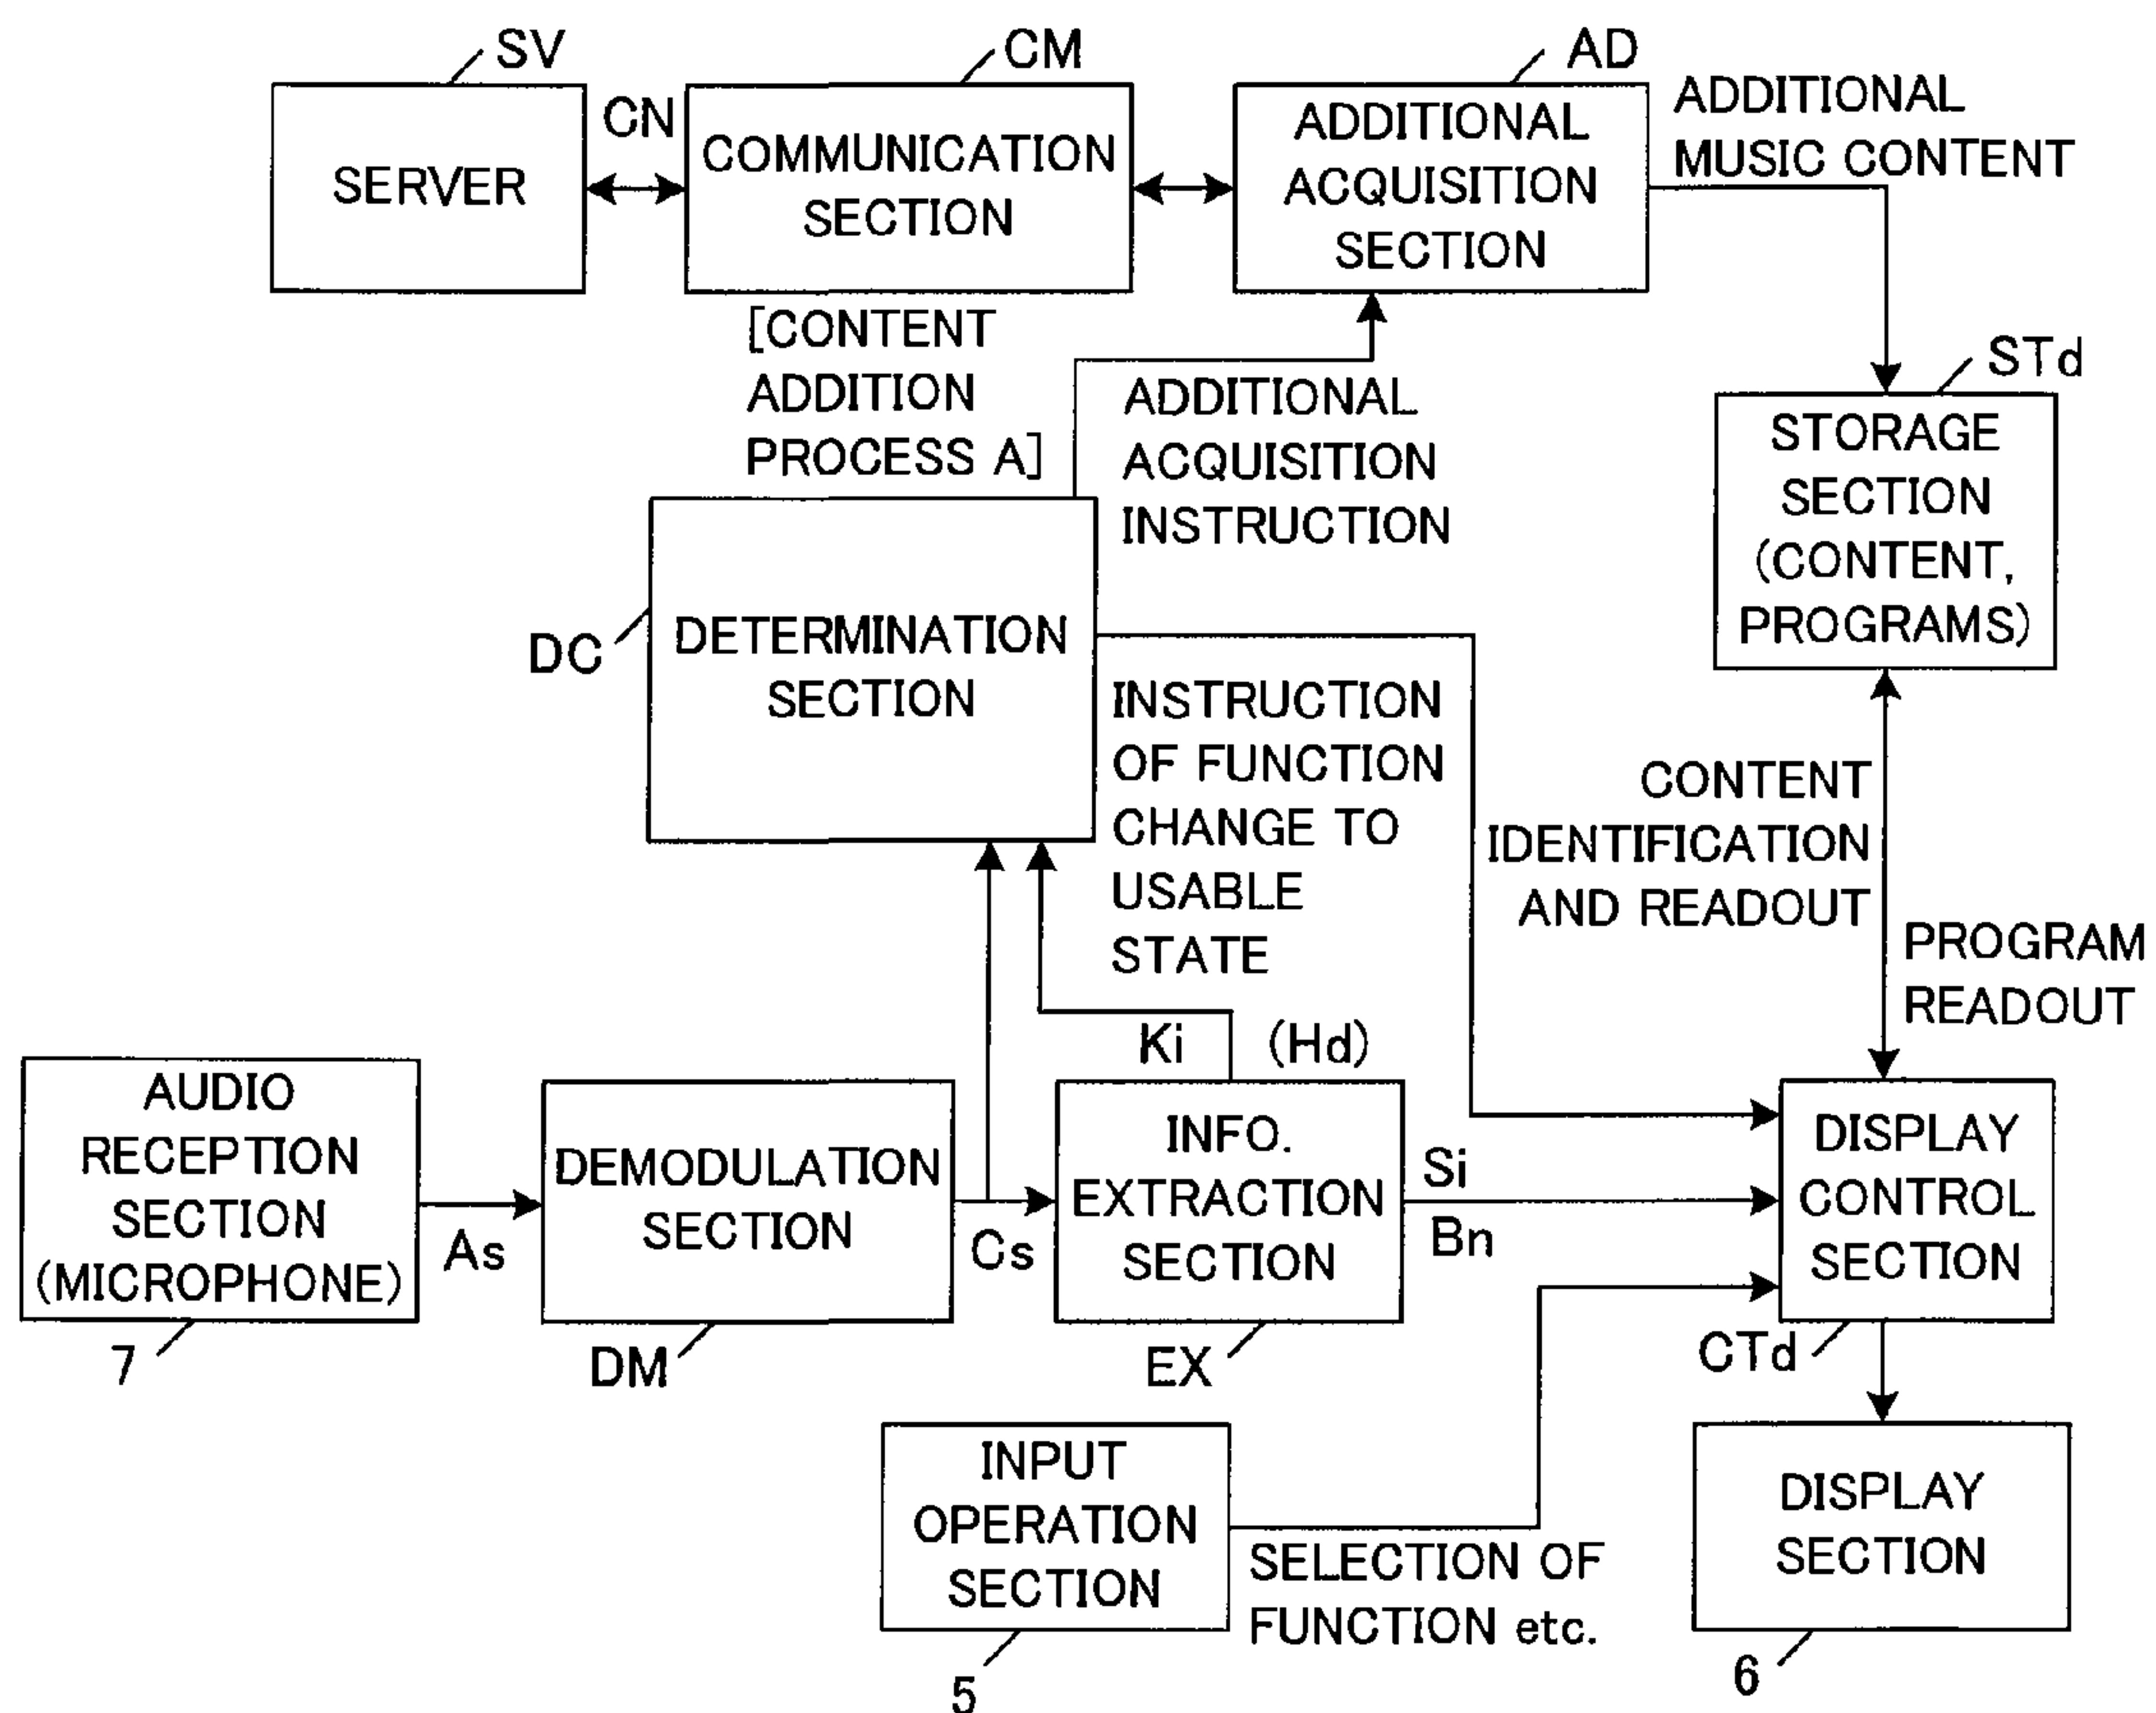 SV
CM
AD
SERVER
CN
COMMUNICATION
SECTION
ADDITIONAL
ACQUISITION
SECTION
ADDITIONAL
MUSIC CONTENT
[CONTENT
ADDITION
PROCESS A]
ADDITIONAL
ACQUISITION
INSTRUCTION
STd
STORAGE
SECTION
(CONTENT,
PROGRAMS)
DC
DETERMINATION
SECTION
INSTRUCTION
OF FUNCTION
CHANGE TO
USABLE
STATE
CONTENT
IDENTIFICATION
AND READOUT
PROGRAM
READOUT
Ki
(Hd)
AUDIO
RECEPTION
SECTION
(MICROPHONE)
7
As
DEMODULATION
SECTION
DM
Cs
INFO.
EXTRACTION
SECTION
EX
Si
Bn
DISPLAY
CONTROL
SECTION
CTd
INPUT
OPERATION
SECTION
5
SELECTION OF
FUNCTION etc.
DISPLAY
SECTION
6